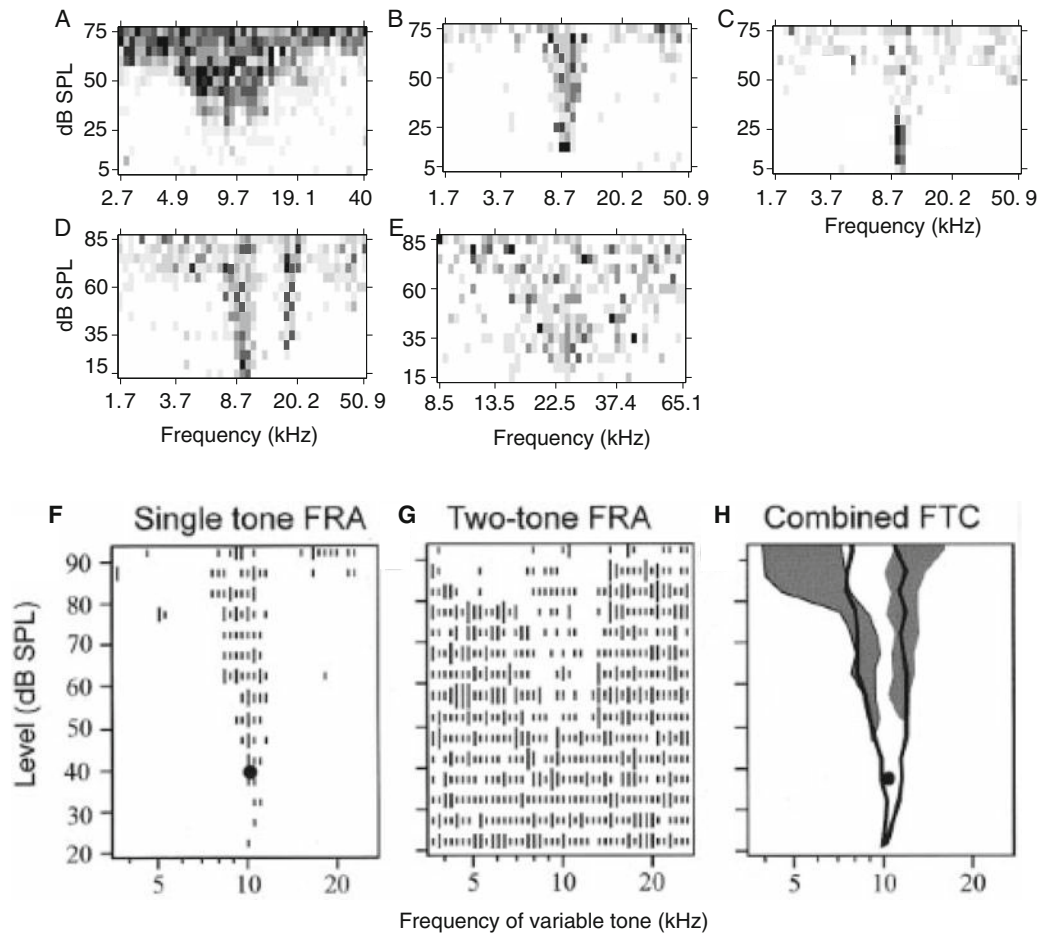 A
B
C
75
50
25
5
dB SPL
2.7 4.9 9.7 19.1 40
75
50
25
5
1.7 3.7 8.7 20.2 50.9
75
50
25
5
1.7 3.7 8.7 20.2 50.9
Frequency (kHz)
D
E
85
60
35
15
dB SPL
1.7 3.7 8.7 20.2 50.9
Frequency (kHz)
85
60
35
15
8.5 13.5 22.5 37.4 65.1
Frequency (kHz)
F Single tone FRA
G Two-tone FRA
H Combined FTC
Level (dB SPL)
90
80
70
60
50
40
30
20
5 10 20
5 10 20
5 10 20
Frequency of variable tone (kHz)